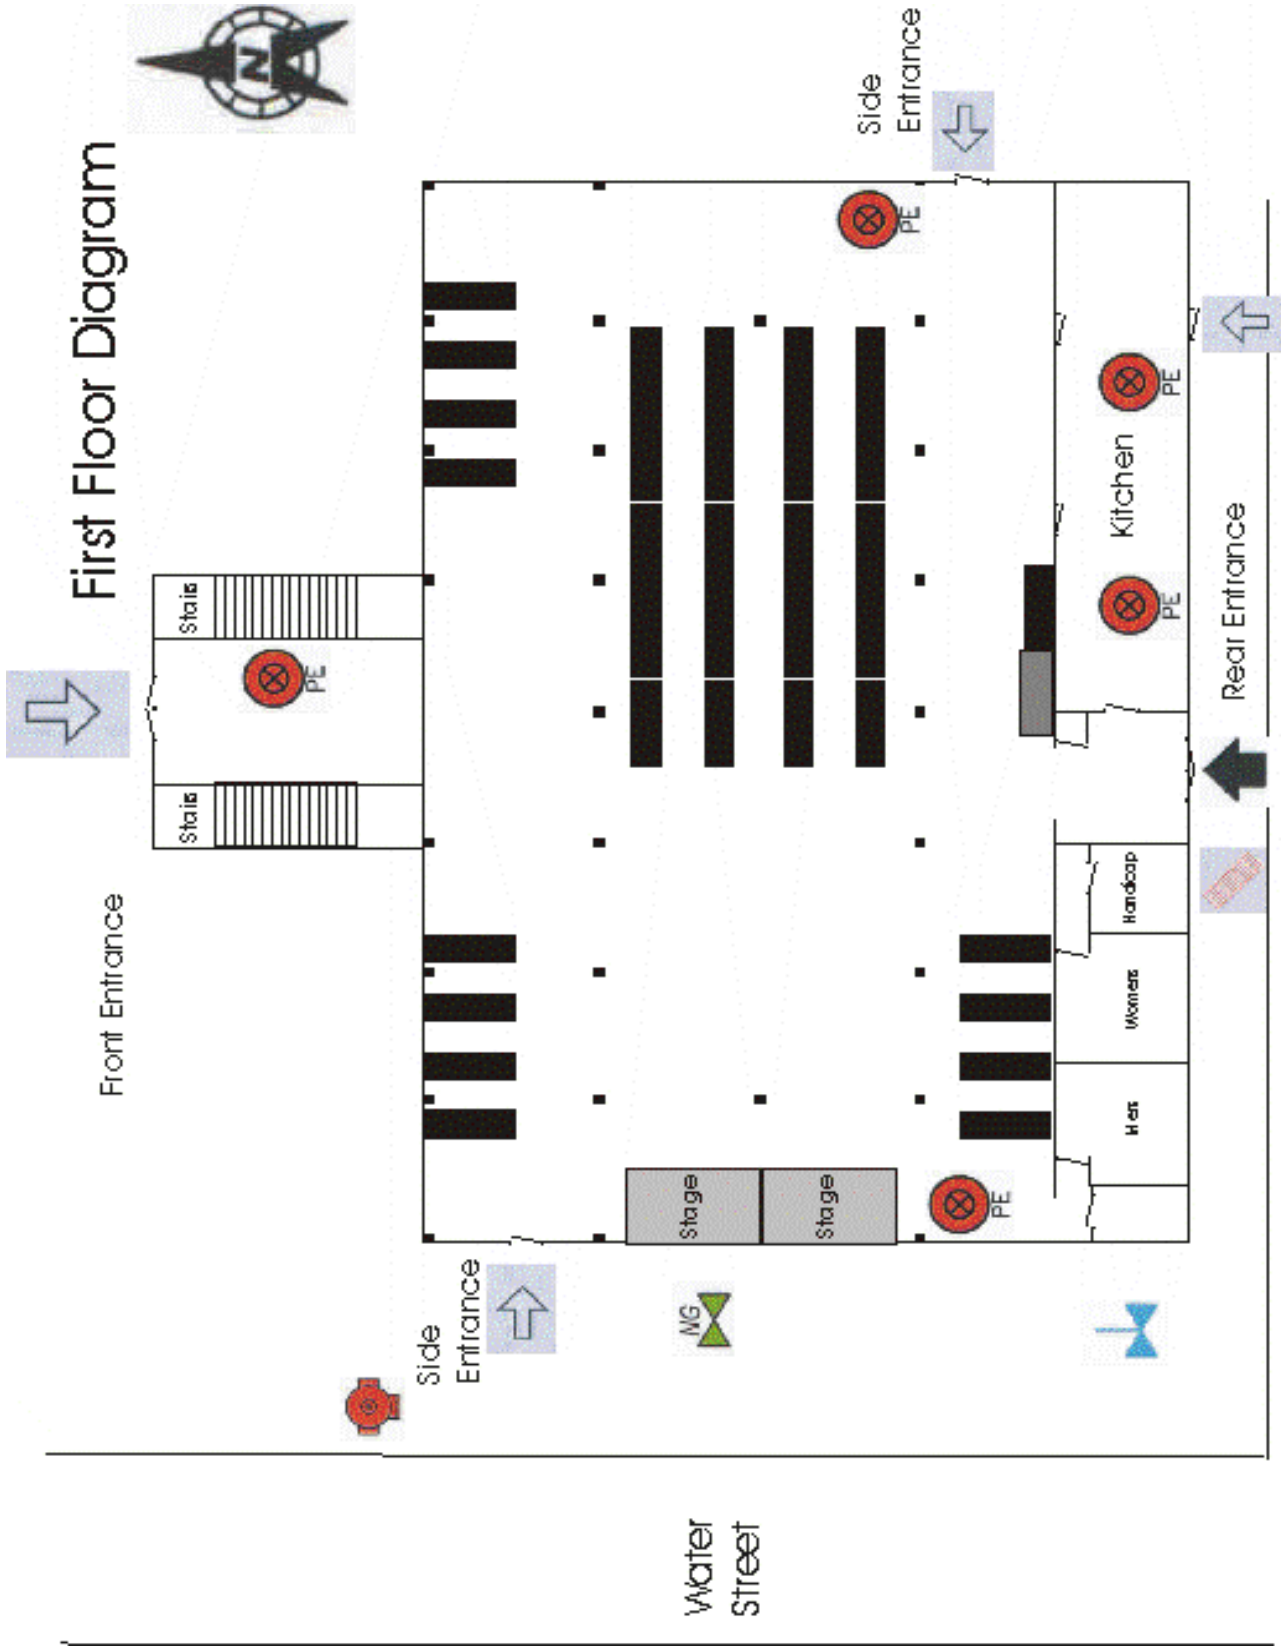 First Floor Diagram
N
Front Entrance
Stairs
Stairs
PE
Side
Entrance
NG
Water
Street
Stage
Stage
PE
Side
Entrance
PE
Mens
Womens
Handicap
Kitchen
PE
PE
Rear Entrance